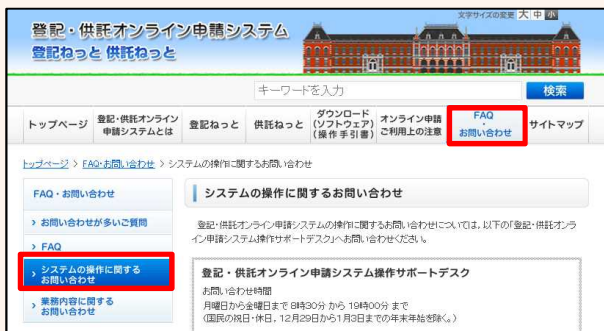 文字サイズの変更 大 中 小
登記・供託オンライン申請システム
登記ねっと 供託ねっと
キーワードを入力
検索
トップページ
登記・供託オンライン
申請システムとは
登記ねっと
供託ねっと
ダウンロード
(ソフトウェア)
(操作手引書)
オンライン申請
ご利用上の注意
FAQ
・
お問い合わせ
サイトマップ
トップページ > FAQ・お問い合わせ > システムの操作に関するお問い合わせ
FAQ・お問い合わせ
> お問い合わせが多いご質問
> FAQ
> システムの操作に関する
お問い合わせ
> 業務内容に関する
お問い合わせ
システムの操作に関するお問い合わせ
登記・供託オンライン申請システムの操作に関するお問い合わせについては、以下の「登記・供託オンラ
イン申請システム操作サポートデスク」へお問い合わせください。
登記・供託オンライン申請システム操作サポートデスク
お問い合わせ時間
月曜日から金曜日まで 8時30分 から 19時00分 まで
(国民の祝日・休日、12月29日から1月3日までの年末年始を除く。)